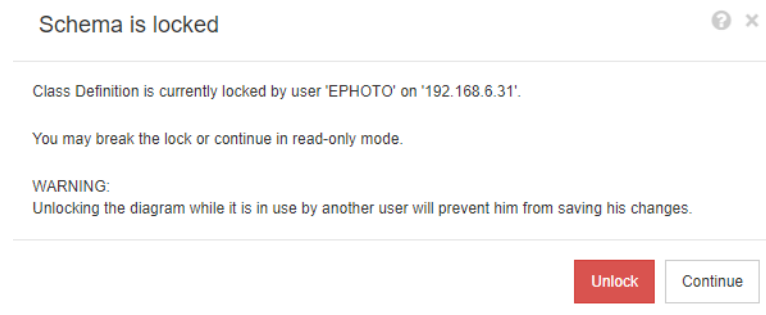 Schema is locked
Class Definition is currently locked by user 'EPHOTO' on '192.168.6.31'.
You may break the lock or continue in read-only mode.
WARNING:
Unlocking the diagram while it is in use by another user will prevent him from saving his changes.
Unlock Continue